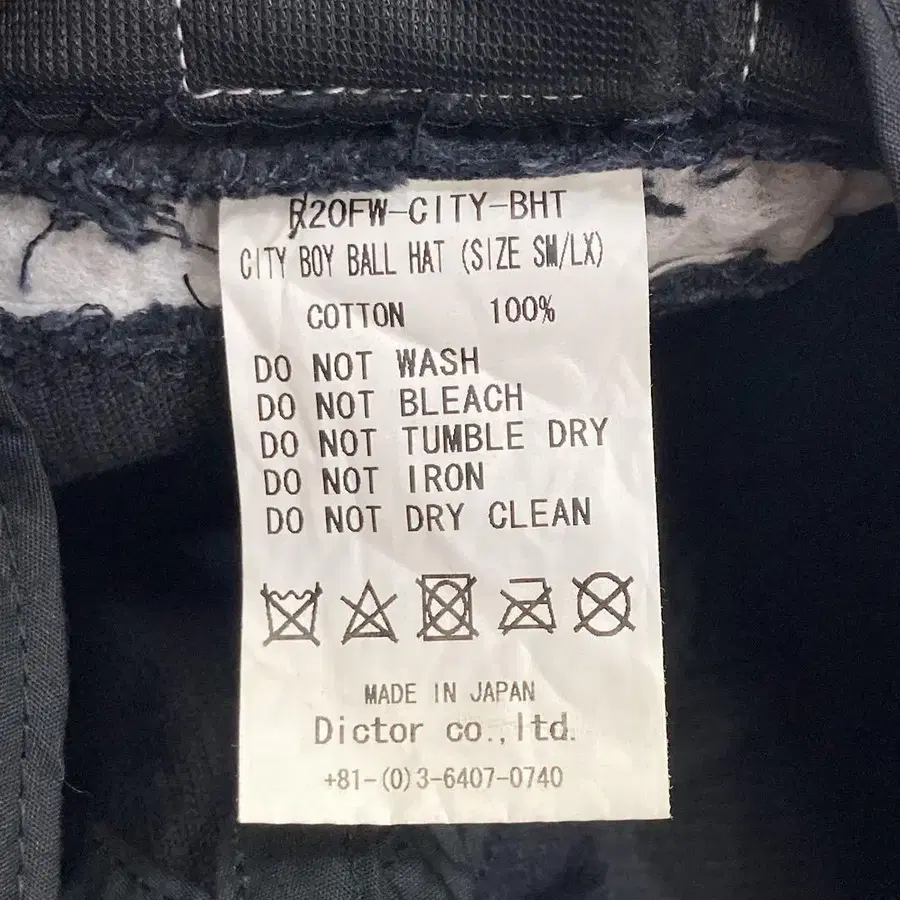 R20FW-CITY-BHT
CITY BOY BALL HAT (SIZE SM/LX)
COTTON 100%
DO NOT WASH
DO NOT BLEACH
DO NOT TUMBLE DRY
DO NOT IRON
DO NOT DRY CLEAN
MADE IN JAPAN
Dictor co.,ltd.
+81-(0)3-6407-0740